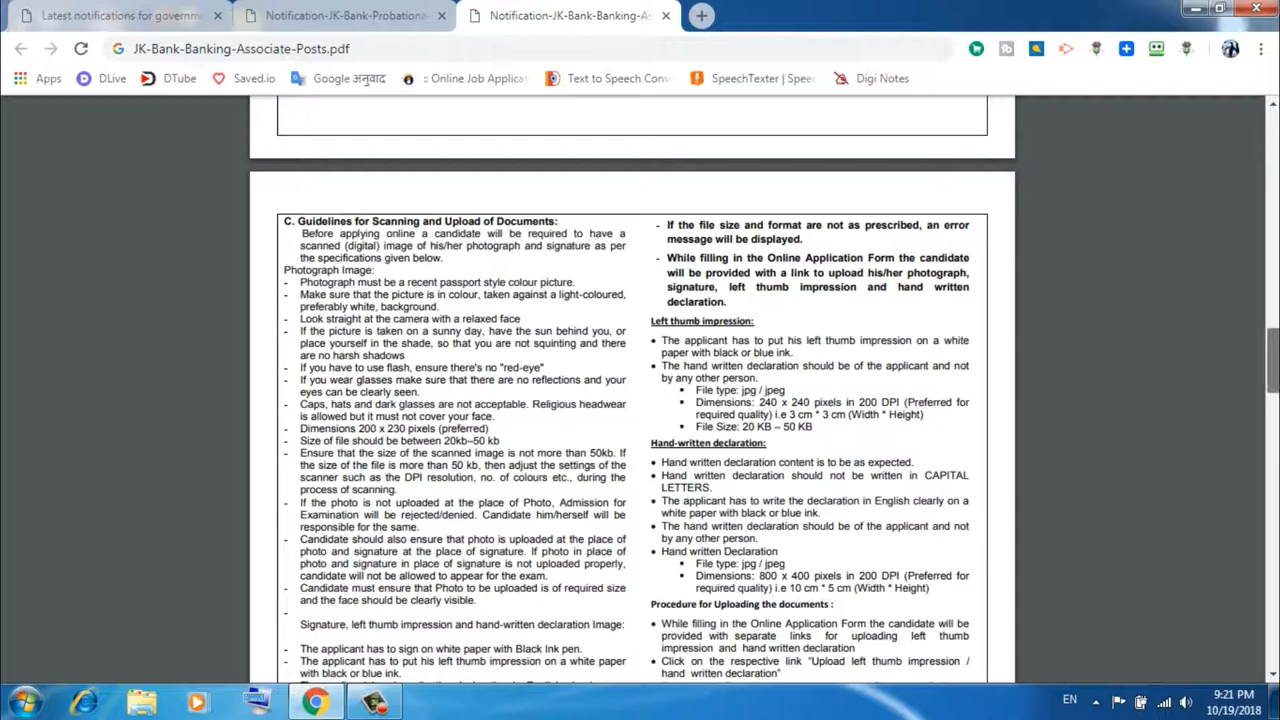 Latest notifications for governm
Notification-JK-Bank-Probationa
Notification-JK-Bank-Banking-As
JK-Bank-Banking-Associate-Posts.pdf
Apps
DLive
DTube
Saved.io
Google अनुवाद
:: Online Job Applicat
Text to Speech Conv
SpeechTexter | Spee
Digi Notes
C. Guidelines for Scanning and Upload of Documents:
Before applying online a candidate will be required to have a
scanned (digital) image of his/her photograph and signature as per
the specifications given below.
Photograph Image:
- Photograph must be a recent passport style colour picture.
- Make sure that the picture is in colour, taken against a light-coloured,
preferably white, background.
- Look straight at the camera with a relaxed face
- If the picture is taken on a sunny day, have the sun behind you, or
place yourself in the shade, so that you are not squinting and there
are no harsh shadows
- If you have to use flash, ensure there's no "red-eye"
- If you wear glasses make sure that there are no reflections and your
eyes can be clearly seen.
- Caps, hats and dark glasses are not acceptable. Religious headwear
is allowed but it must not cover your face.
- Dimensions 200 x 230 pixels (preferred)
- Size of file should be between 20kb–50 kb
- Ensure that the size of the scanned image is not more than 50kb. If
the size of the file is more than 50 kb, then adjust the settings of the
scanner such as the DPI resolution, no. of colours etc., during the
process of scanning.
- If the photo is not uploaded at the place of Photo, Admission for
Examination will be rejected/denied. Candidate him/herself will be
responsible for the same.
- Candidate should also ensure that photo is uploaded at the place of
photo and signature at the place of signature. If photo in place of
photo and signature in place of signature is not uploaded properly,
candidate will not be allowed to appear for the exam.
- Candidate must ensure that Photo to be uploaded is of required size
and the face should be clearly visible.
-
Signature, left thumb impression and hand-written declaration Image:
- The applicant has to sign on white paper with Black Ink pen.
- The applicant has to put his left thumb impression on a white paper
with black or blue ink.
- If the file size and format are not as prescribed, an error
message will be displayed.
- While filling in the Online Application Form the candidate
will be provided with a link to upload his/her photograph,
signature, left thumb impression and hand written
declaration.
Left thumb impression:
• The applicant has to put his left thumb impression on a white
paper with black or blue ink.
• The hand written declaration should be of the applicant and not
by any other person.
▪ File type: jpg / jpeg
▪ Dimensions: 240 x 240 pixels in 200 DPI (Preferred for
required quality) i.e 3 cm * 3 cm (Width * Height)
▪ File Size: 20 KB – 50 KB
Hand-written declaration:
• Hand written declaration content is to be as expected.
• Hand written declaration should not be written in CAPITAL
LETTERS.
• The applicant has to write the declaration in English clearly on a
white paper with black or blue ink.
• The hand written declaration should be of the applicant and not
by any other person.
• Hand written Declaration
▪ File type: jpg / jpeg
▪ Dimensions: 800 x 400 pixels in 200 DPI (Preferred for
required quality) i.e 10 cm * 5 cm (Width * Height)
Procedure for Uploading the documents :
• While filling in the Online Application Form the candidate will be
provided with separate links for uploading left thumb
impression and hand written declaration
• Click on the respective link "Upload left thumb impression /
hand written declaration"
EN
9:21 PM
10/19/2018